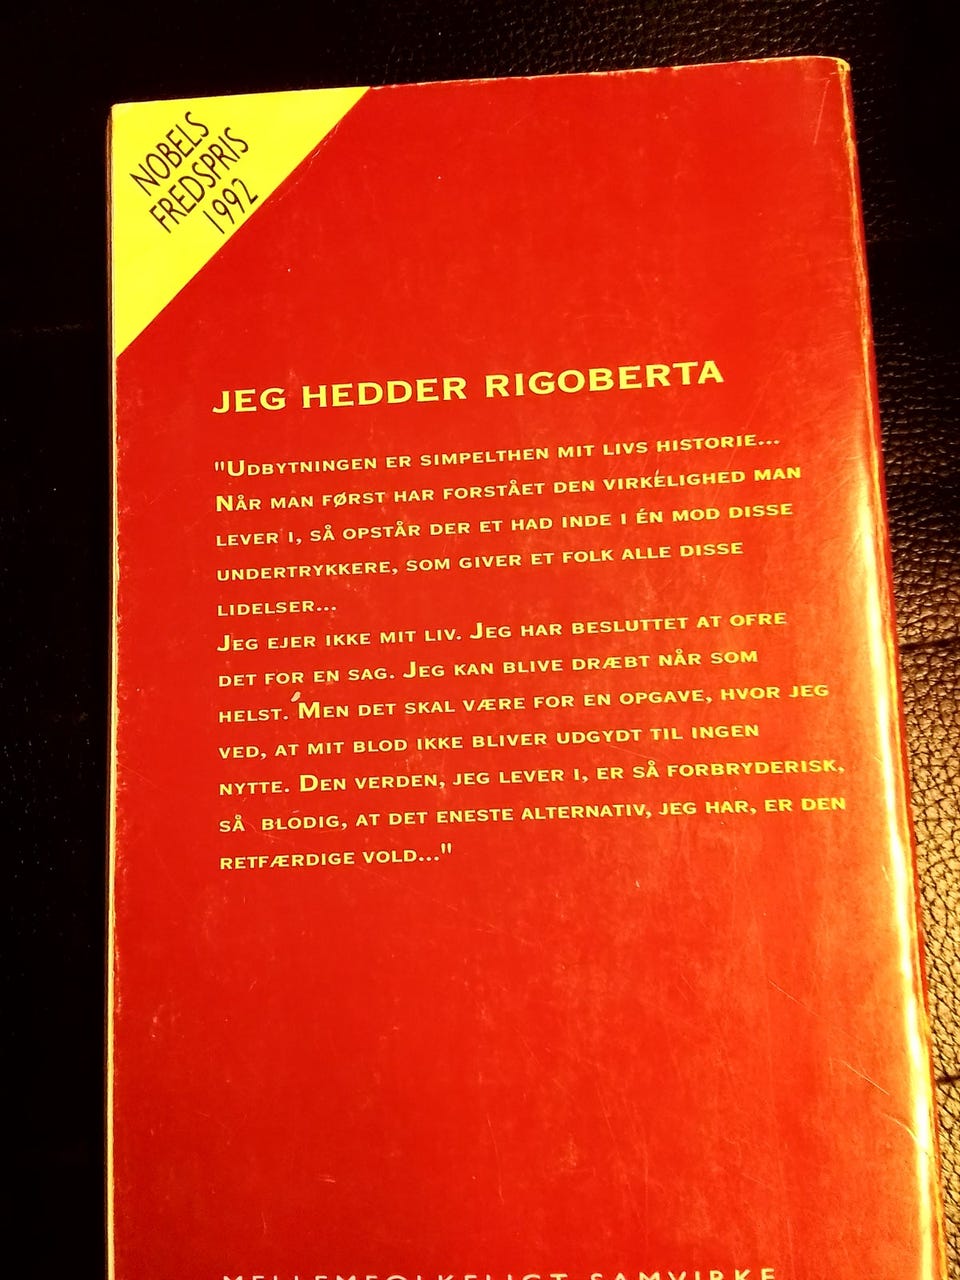 NOBELS
FREDSPRIS
1992
JEG HEDDER RIGOBERTA
"UDBYTNINGEN ER SIMPELTHEN MIT LIVS HISTORIE...
NÅR MAN FØRST HAR FORSTÅET DEN VIRKELIGHED MAN
LEVER I, SÅ OPSTÅR DER ET HAD INDE I ÉN MOD DISSE
UNDERTRYKKERE, SOM GIVER ET FOLK ALLE DISSE
LIDELSER...
JEG EJER IKKE MIT LIV. JEG HAR BESLUTTET AT OFRE
DET FOR EN SAG. JEG KAN BLIVE DRÆBT NÅR SOM
HELST. MEN DET SKAL VÆRE FOR EN OPGAVE, HVOR JEG
VED, AT MIT BLOD IKKE BLIVER UDGYDT TIL INGEN
NYTTE. DEN VERDEN, JEG LEVER I, ER SÅ FORBRYDERISK,
SÅ BLODIG, AT DET ENESTE ALTERNATIV, JEG HAR, ER DEN
RETFÆRDIGE VOLD..."
MELLEMFOLKELIGT SAMVIRKE